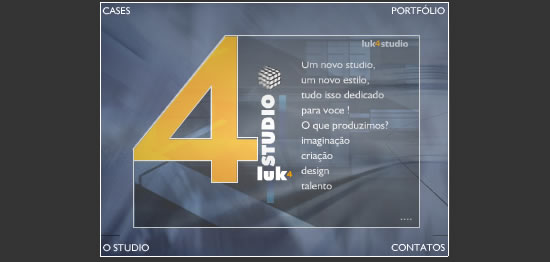 CASES
PORTFÓLIO
luk4studio
4
STUDIO
luk4
Um novo studio,
um novo estilo,
tudo isso dedicado
para voce !
O que produzimos?
imaginação
criação
design
talento
....
O STUDIO
CONTATOS